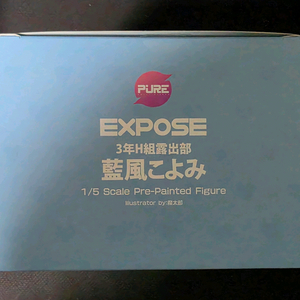 PURE
EXPOSE
3年H組露出部
藍風こよみ
1/5 Scale Pre-Painted Figure
Illustrator by: